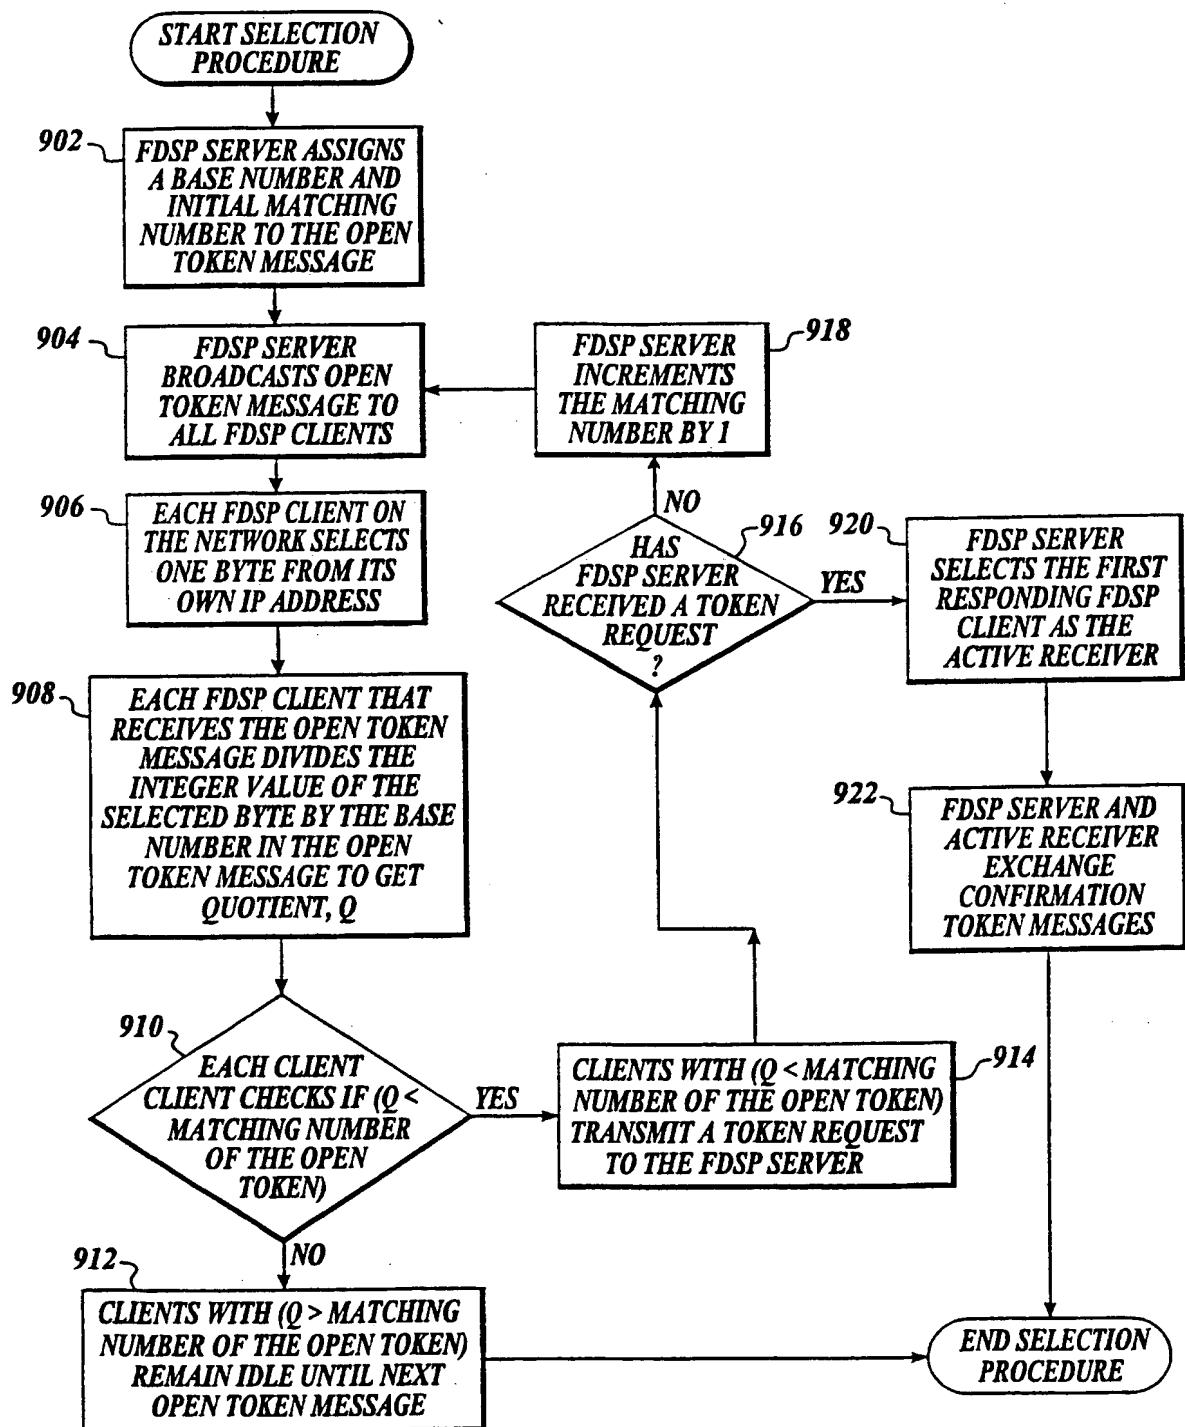 START SELECTION
PROCEDURE
902
FDSP SERVER ASSIGNS
A BASE NUMBER AND
INITIAL MATCHING
NUMBER TO THE OPEN
TOKEN MESSAGE
904
FDSP SERVER
BROADCASTS OPEN
TOKEN MESSAGE TO
ALL FDSP CLIENTS
918
FDSP SERVER
INCREMENTS
THE MATCHING
NUMBER BY 1
906
EACH FDSP CLIENT ON
THE NETWORK SELECTS
ONE BYTE FROM ITS
OWN IP ADDRESS
NO
916
HAS
FDSP SERVER
RECEIVED A TOKEN
REQUEST
?
YES
920
FDSP SERVER
SELECTS THE FIRST
RESPONDING FDSP
CLIENT AS THE
ACTIVE RECEIVER
908
EACH FDSP CLIENT THAT
RECEIVES THE OPEN TOKEN
MESSAGE DIVIDES THE
INTEGER VALUE OF THE
SELECTED BYTE BY THE BASE
NUMBER IN THE OPEN
TOKEN MESSAGE TO GET
QUOTIENT, Q
922
FDSP SERVER AND
ACTIVE RECEIVER
EXCHANGE
CONFIRMATION
TOKEN MESSAGES
910
EACH CLIENT
CLIENT CHECKS IF (Q <
MATCHING NUMBER
OF THE OPEN
TOKEN)
YES
914
CLIENTS WITH (Q < MATCHING
NUMBER OF THE OPEN TOKEN)
TRANSMIT A TOKEN REQUEST
TO THE FDSP SERVER
NO
912
CLIENTS WITH (Q > MATCHING
NUMBER OF THE OPEN TOKEN)
REMAIN IDLE UNTIL NEXT
OPEN TOKEN MESSAGE
END SELECTION
PROCEDURE